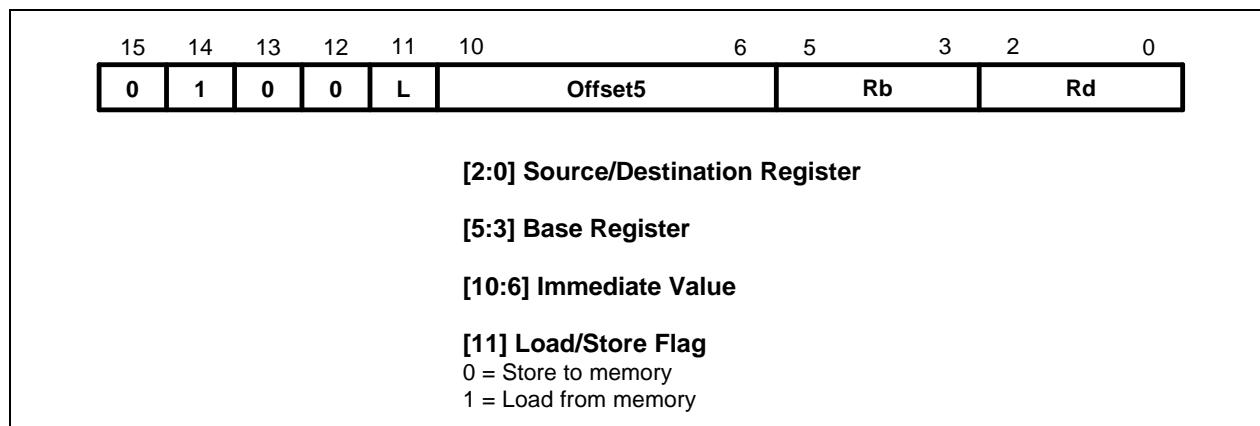 15 14 13 12 11 10 6 5 3 2 0
0 1 0 0 L Offset5 Rb Rd
[2:0] Source/Destination Register
[5:3] Base Register
[10:6] Immediate Value
[11] Load/Store Flag
0 = Store to memory
1 = Load from memory